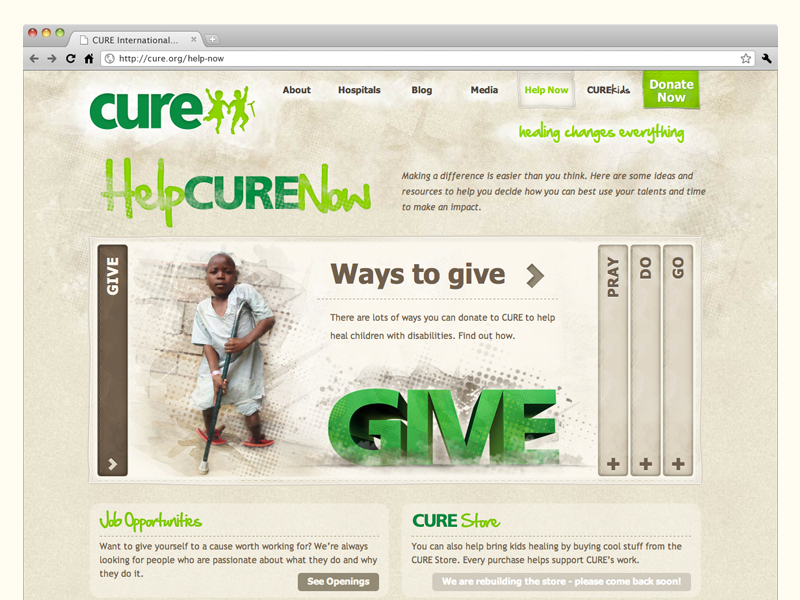 CURE International...
http://cure.org/help-now
cure
About Hospitals Blog Media Help Now CUREkids Donate
Now
healing changes everything
HelpCURENow
Making a difference is easier than you think. Here are some ideas and
resources to help you decide how you can best use your talents and time
to make an impact.
GIVE
Ways to give
There are lots of ways you can donate to CURE to help
heal children with disabilities. Find out how.
GIVE
PRAY
DO
GO
Job Opportunities
Want to give yourself to a cause worth working for? We're always
looking for people who are passionate about what they do and why
they do it.
See Openings
CURE Store
You can also help bring kids healing by buying cool stuff from the
CURE Store. Every purchase helps support CURE's work.
We are rebuilding the store - please come back soon!